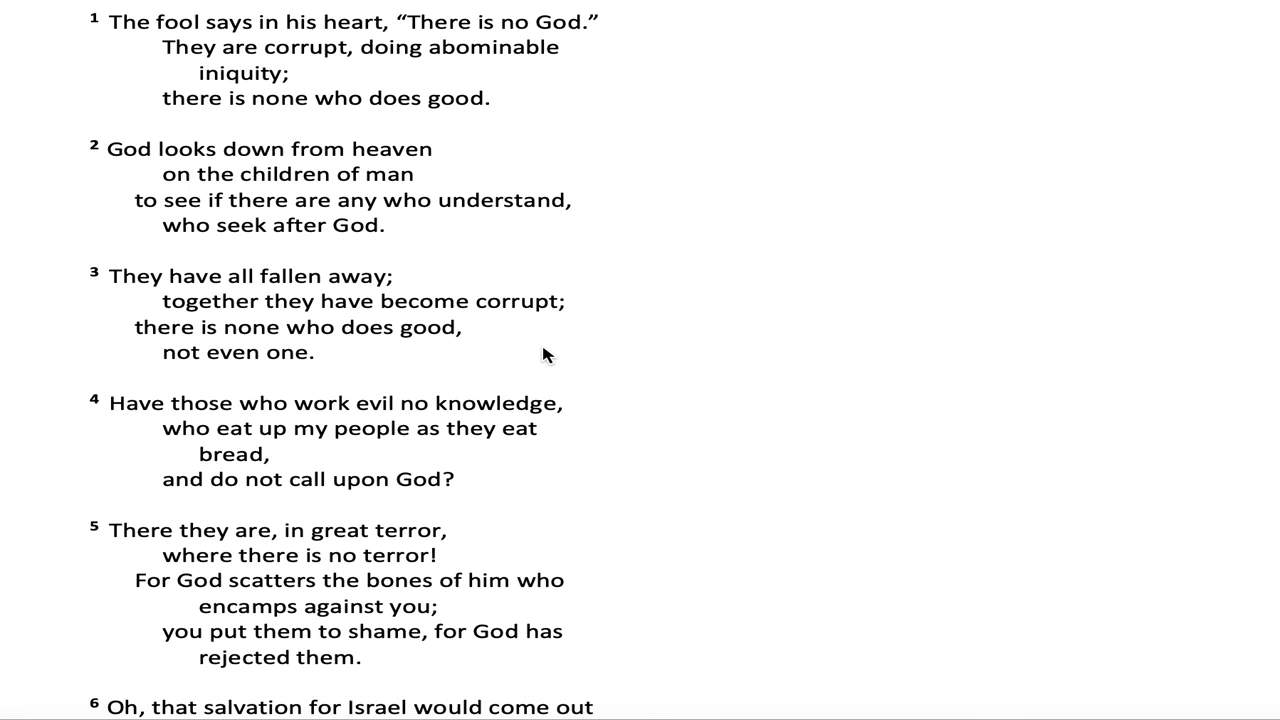 1 The fool says in his heart, “There is no God.”
They are corrupt, doing abominable
iniquity;
there is none who does good.
2 God looks down from heaven
on the children of man
to see if there are any who understand,
who seek after God.
3 They have all fallen away;
together they have become corrupt;
there is none who does good,
not even one.
4 Have those who work evil no knowledge,
who eat up my people as they eat
bread,
and do not call upon God?
5 There they are, in great terror,
where there is no terror!
For God scatters the bones of him who
encamps against you;
you put them to shame, for God has
rejected them.
6 Oh, that salvation for Israel would come out